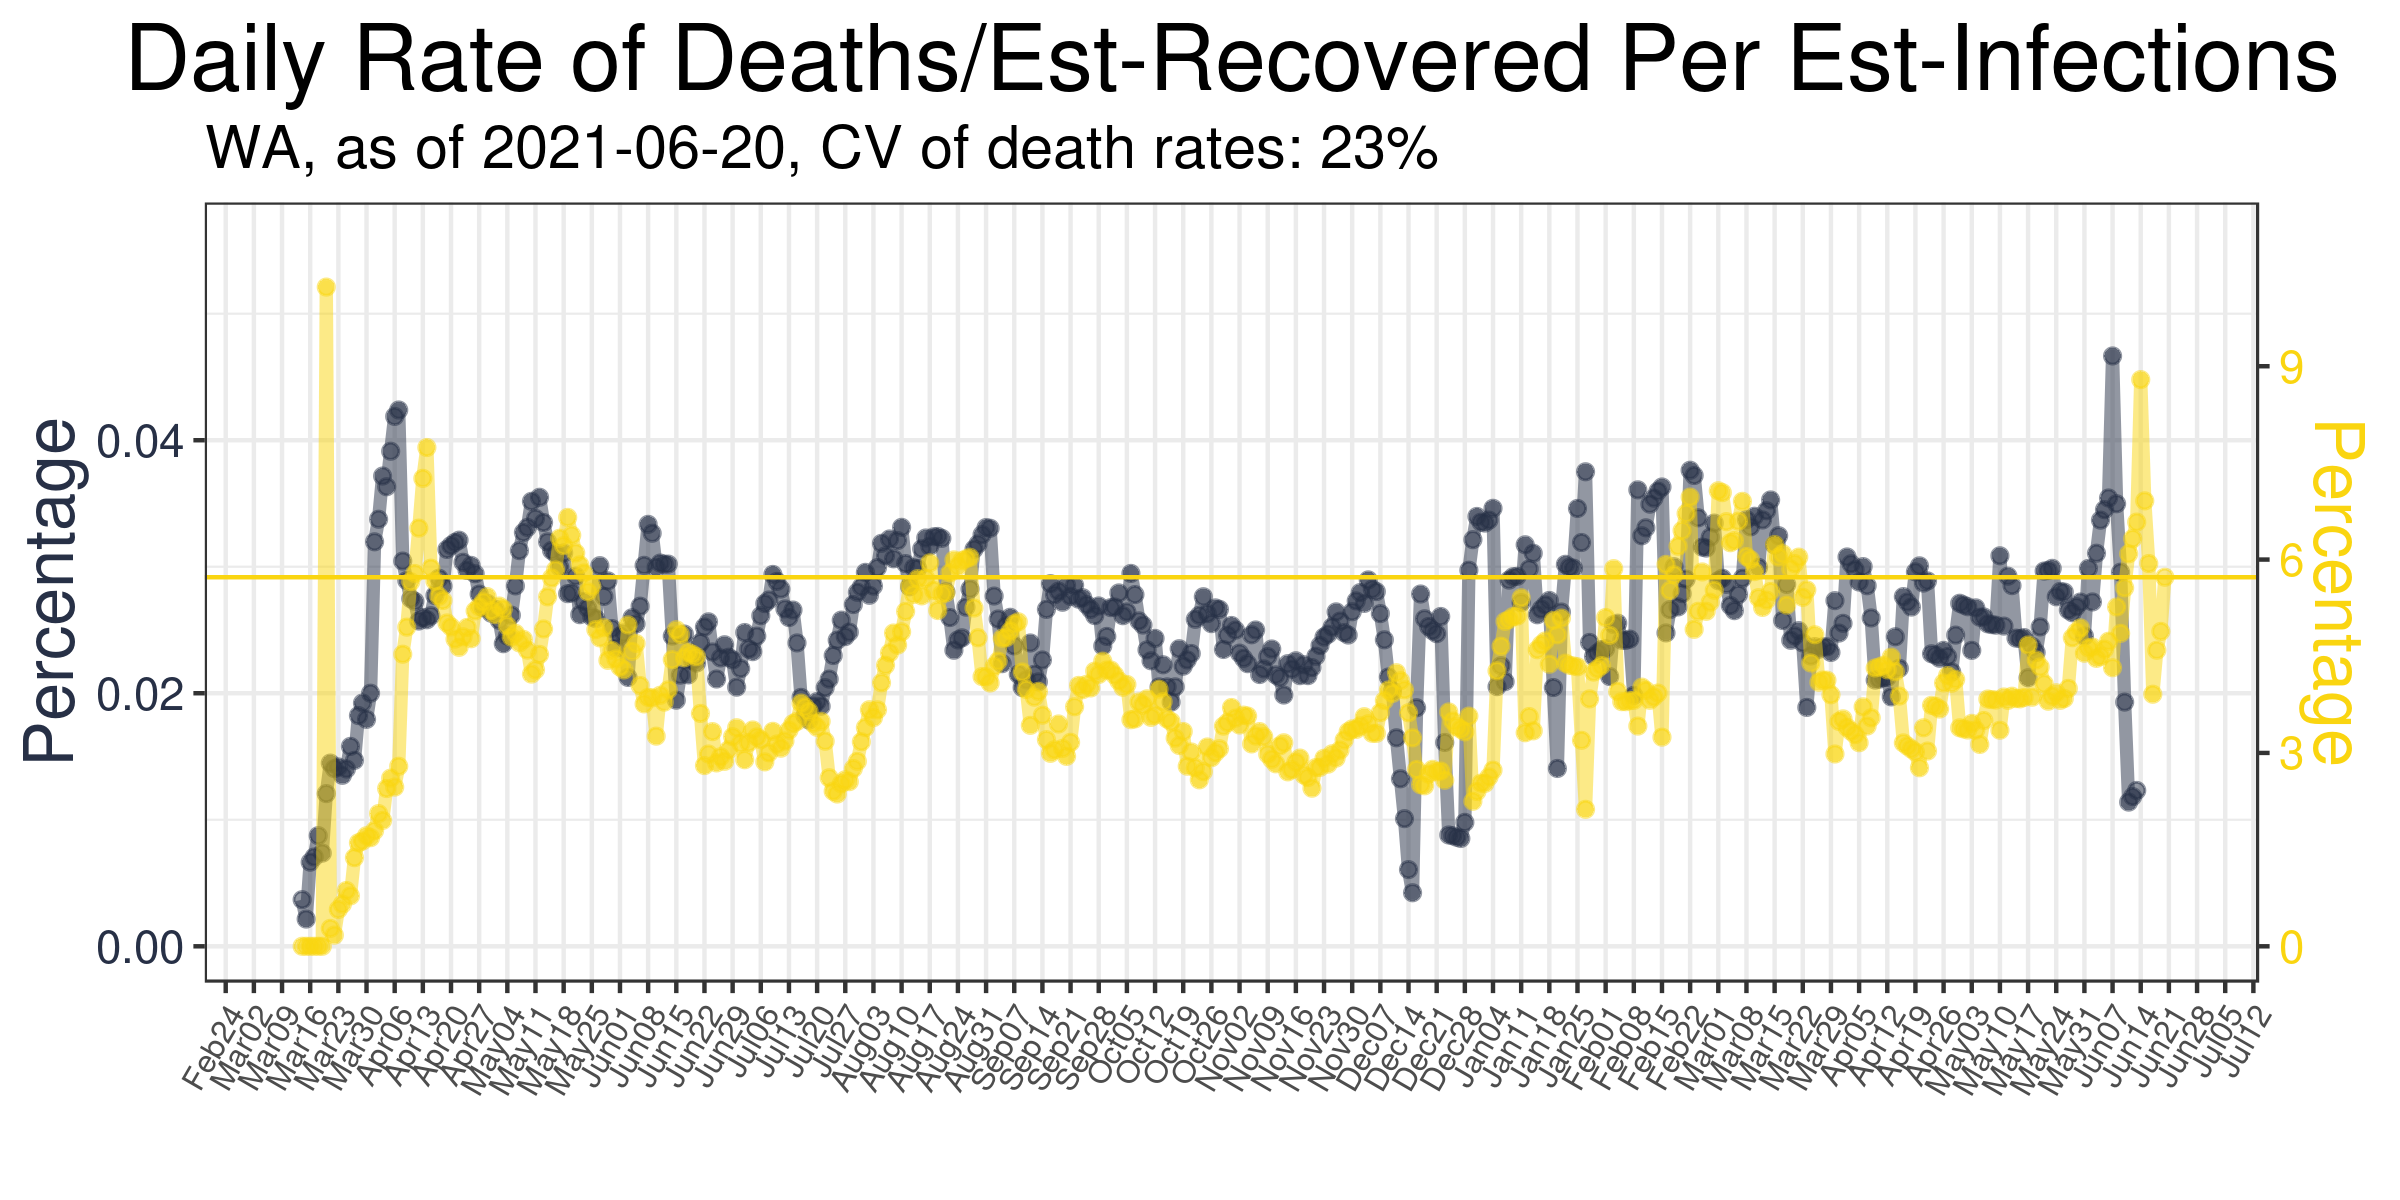 Daily Rate of Deaths/Est-Recovered Per Est-Infections
WA, as of 2021-06-20, CV of death rates: 23%
Percentage
0.04
0.02
0.00
9
6
3
0
Percentage
Feb24
Mar02
Mar09
Mar16
Mar23
Mar30
Apr06
Apr13
Apr20
Apr27
May04
May11
May18
May25
Jun01
Jun08
Jun15
Jun22
Jun29
Jul06
Jul13
Jul20
Jul27
Aug03
Aug10
Aug17
Aug24
Aug31
Sep07
Sep14
Sep21
Sep28
Oct05
Oct12
Oct19
Oct26
Nov02
Nov09
Nov16
Nov23
Nov30
Dec07
Dec14
Dec21
Dec28
Jan04
Jan11
Jan18
Jan25
Feb01
Feb08
Feb15
Feb22
Mar01
Mar08
Mar15
Mar22
Mar29
Apr05
Apr12
Apr19
Apr26
May03
May10
May17
May24
May31
Jun07
Jun14
Jun21
Jun28
Jul05
Jul12